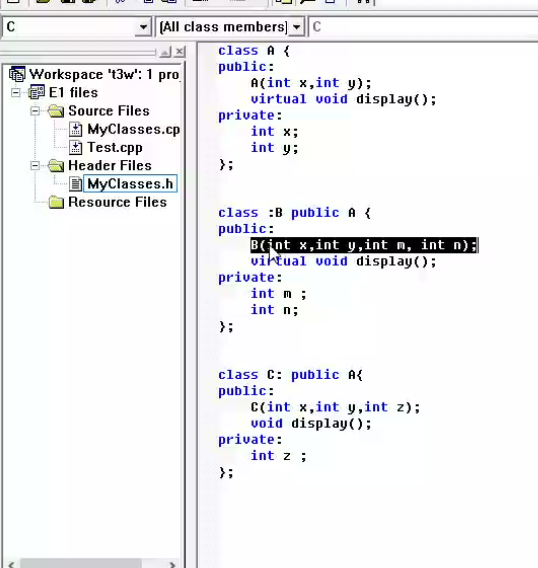 C
[All class members]
C
Workspace 't3w': 1 pro
E1 files
Source Files
MyClasses.cp
Test.cpp
Header Files
MyClasses.h
Resource Files
class A {
public:
A(int x,int y);
virtual void display();
private:
int x;
int y;
};
class :B public A {
public:
B(int x,int y,int m, int n);
virtual void display();
private:
int m ;
int n;
};
class C: public A{
public:
C(int x,int y,int z);
void display();
private:
int z ;
};